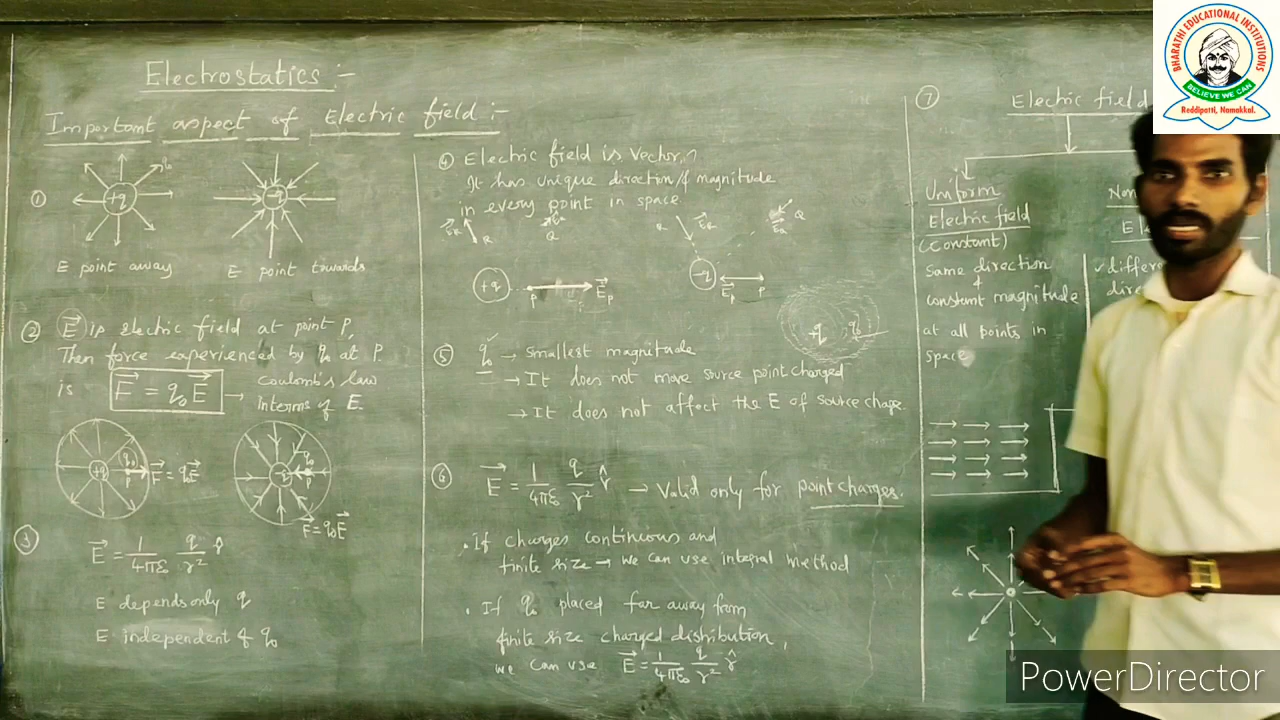 Electrostatics :-
Important aspect of Electric field :-
①
+q
q₀
-q
E point away
E point towards
② E⃗ is electric field at point P,
Then force experienced by q₀ at P
is F⃗ = q₀E⃗ → Coulomb's law
interms of E.
+q q₀ P F⃗ = q₀E⃗
-q q₀ P
F⃗ = q₀E⃗
③ E⃗ = 1/4πε₀ q/r² r̂
E depends only q
E independent of q₀
④ Electric field is Vector,
It has unique direction & magnitude
in every point in space
E⃗R R Q
R E⃗R Q E⃗Q
+q P E⃗P
-q E⃗P P
+q q₀
⑤ q₀ → smallest magnitude
→ It does not move source point charged
→ It does not affect the E of source charge.
⑥ E⃗ = 1/4πε₀ q/r² r̂ → Valid only for point charges.
• If charges continuous and
finite size → we can use integral method
• If q₀ placed far away from
finite size charged distribution,
we can use E⃗ = 1/4πε₀ q/r² r̂
⑦ Electric field
Uniform
Electric field
(constant)
Same direction
&
constant magnitude
at all points in
space
Non
El
✓ differe
direc
BHARATHI EDUCATIONAL INSTITUTIONS
BELIEVE WE CAN
Reddipatti, Namakkal.
PowerDirector